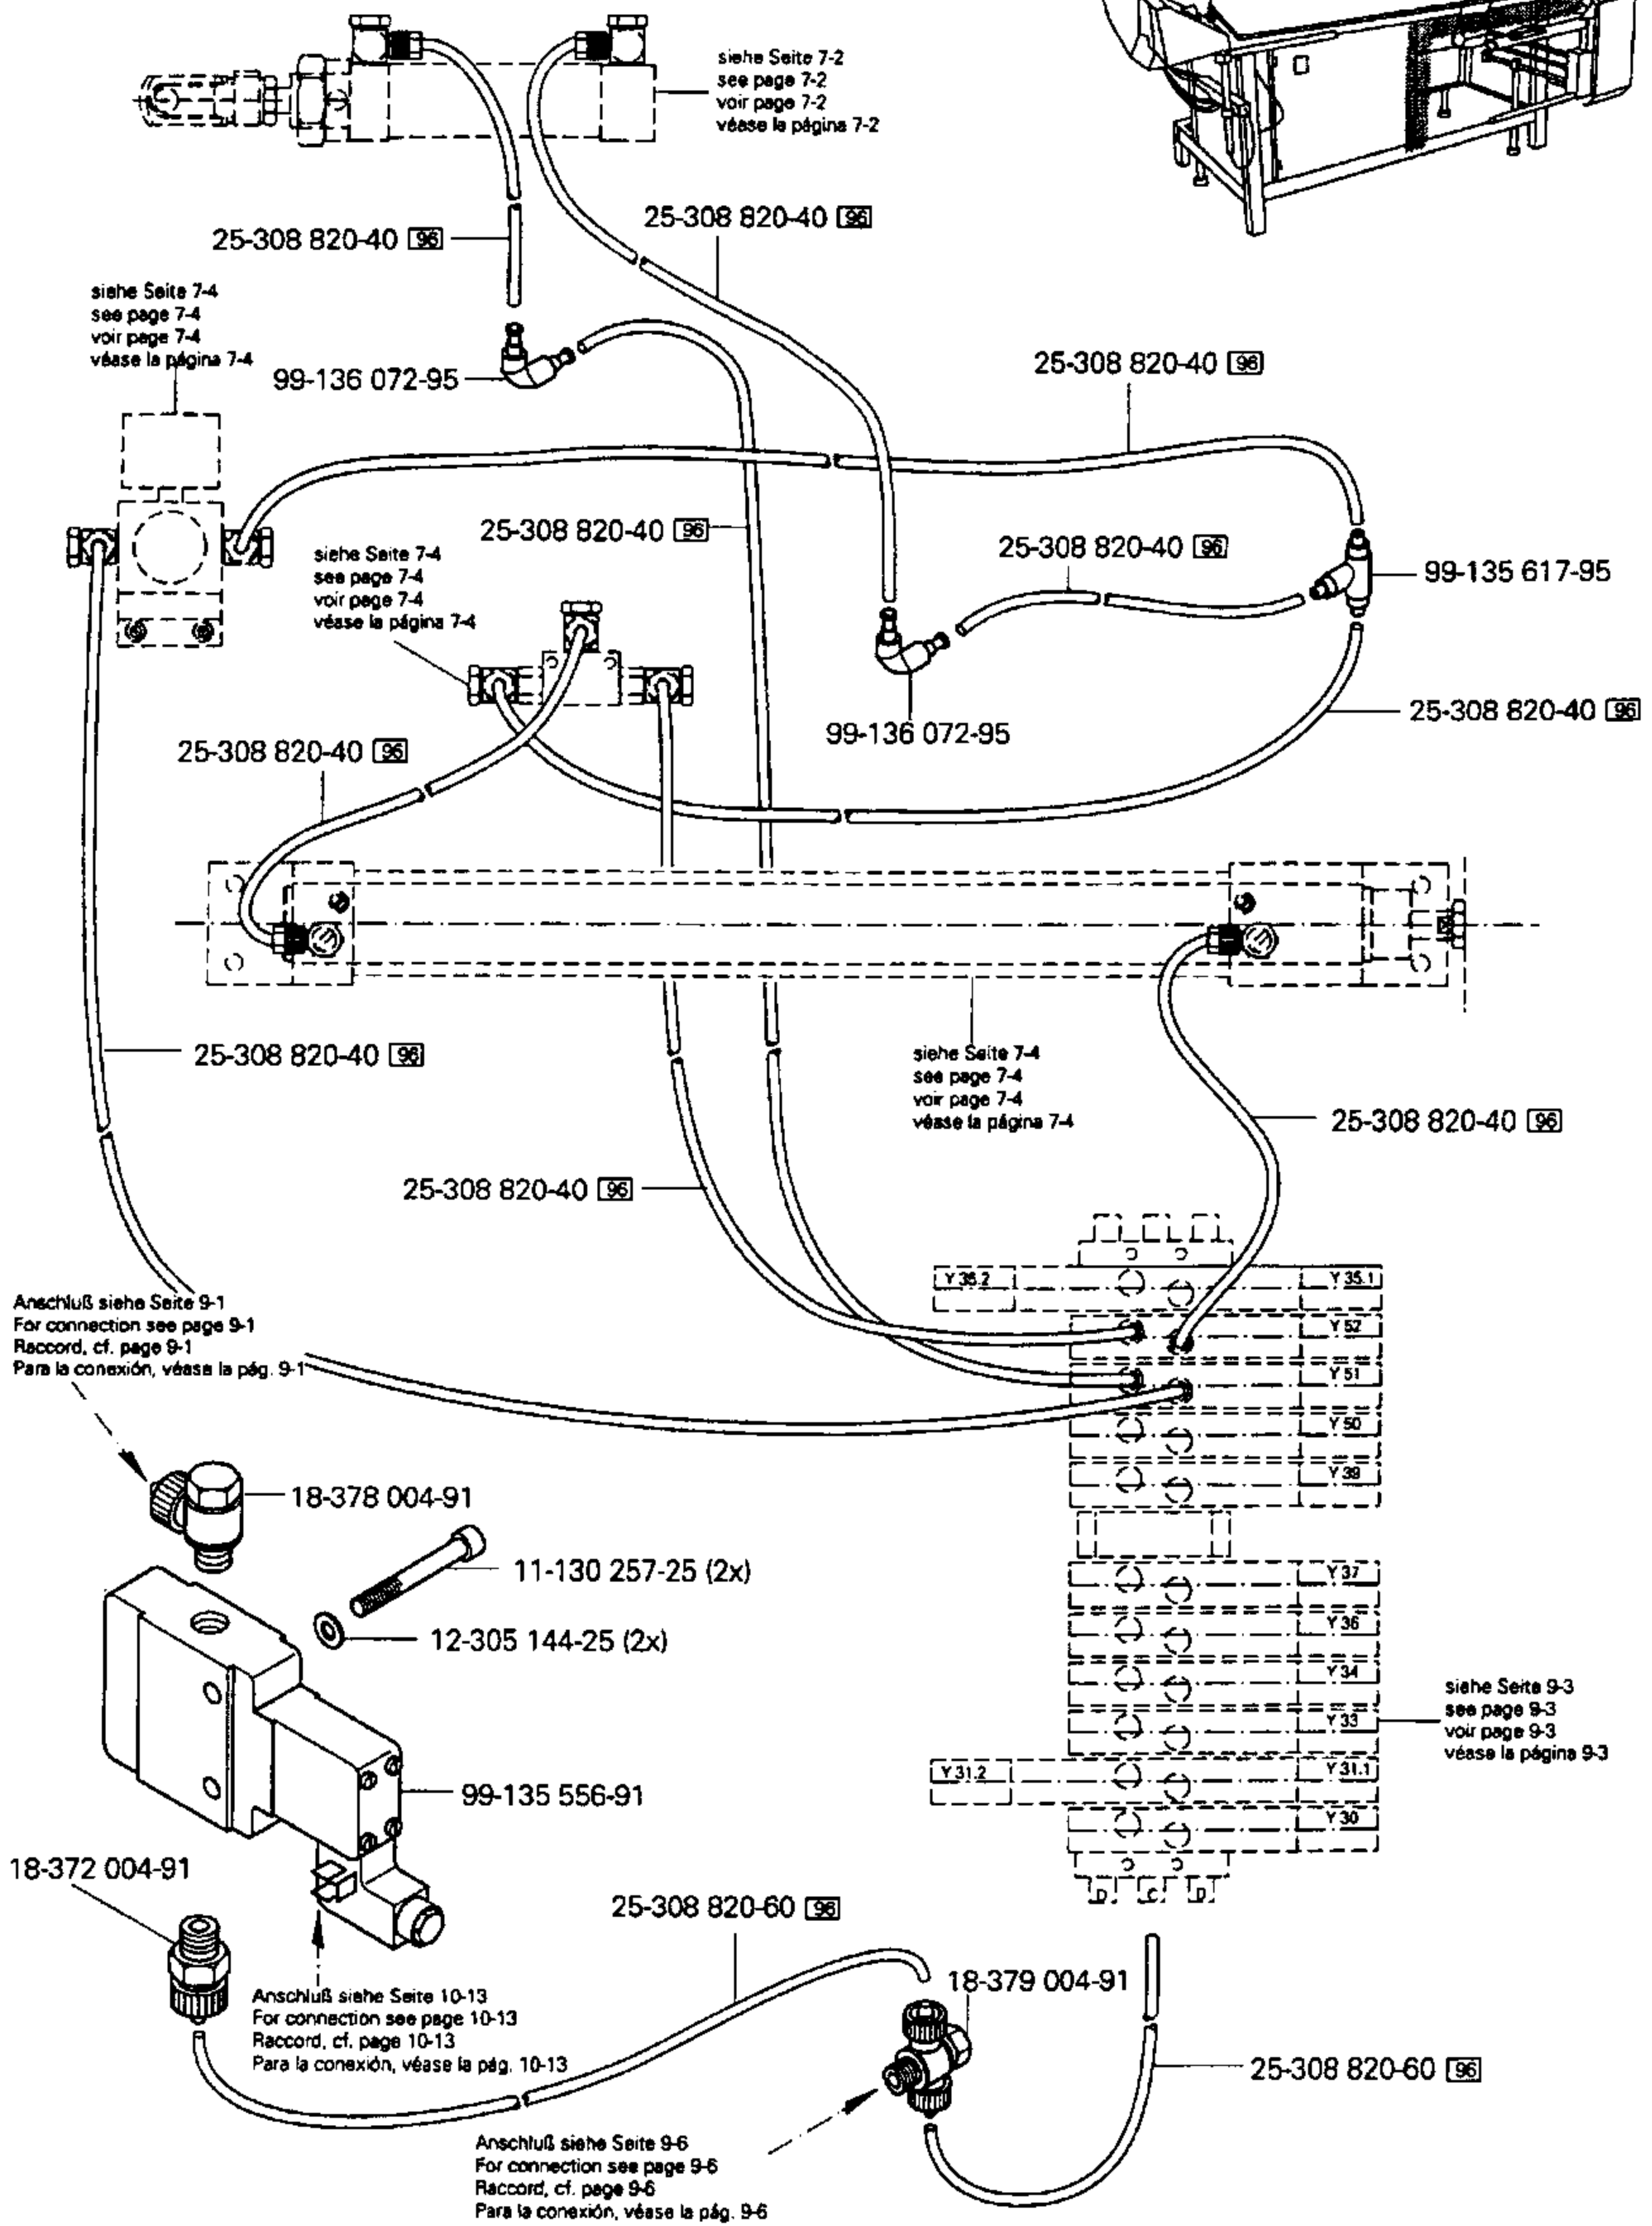 siehe Seite 7-2
see page 7-2
voir page 7-2
véase la página 7-2
25-308 820-40 96
25-308 820-40 96
siehe Seite 7-4
see page 7-4
voir page 7-4
véase la página 7-4
99-136 072-95
25-308 820-40 96
25-308 820-40 96
siehe Seite 7-4
see page 7-4
voir page 7-4
véase la página 7-4
25-308 820-40 96
99-135 617-95
99-136 072-95
25-308 820-40 96
25-308 820-40 96
25-308 820-40 96
siehe Seite 7-4
see page 7-4
voir page 7-4
véase la página 7-4
25-308 820-40 96
25-308 820-40 96
Y 35.2
Y 35.1
Y 52
Y 51
Y 50
Y 39
Anschluß siehe Seite 9-1
For connection see page 9-1
Raccord, cf. page 9-1
Para la conexión, véase la pág. 9-1
18-378 004-91
11-130 257-25 (2x)
12-305 144-25 (2x)
Y 37
Y 36
Y 34
Y 33
Y 31.2
Y 31.1
Y 30
D C D
siehe Seite 9-3
see page 9-3
voir page 9-3
véase la página 9-3
99-135 556-91
18-372 004-91
25-308 820-60 96
Anschluß siehe Seite 10-13
For connection see page 10-13
Raccord, cf. page 10-13
Para la conexión, véase la pág. 10-13
18-379 004-91
25-308 820-60 96
Anschluß siehe Seite 9-6
For connection see page 9-6
Raccord, cf. page 9-6
Para la conexión, véase la pág. 9-6